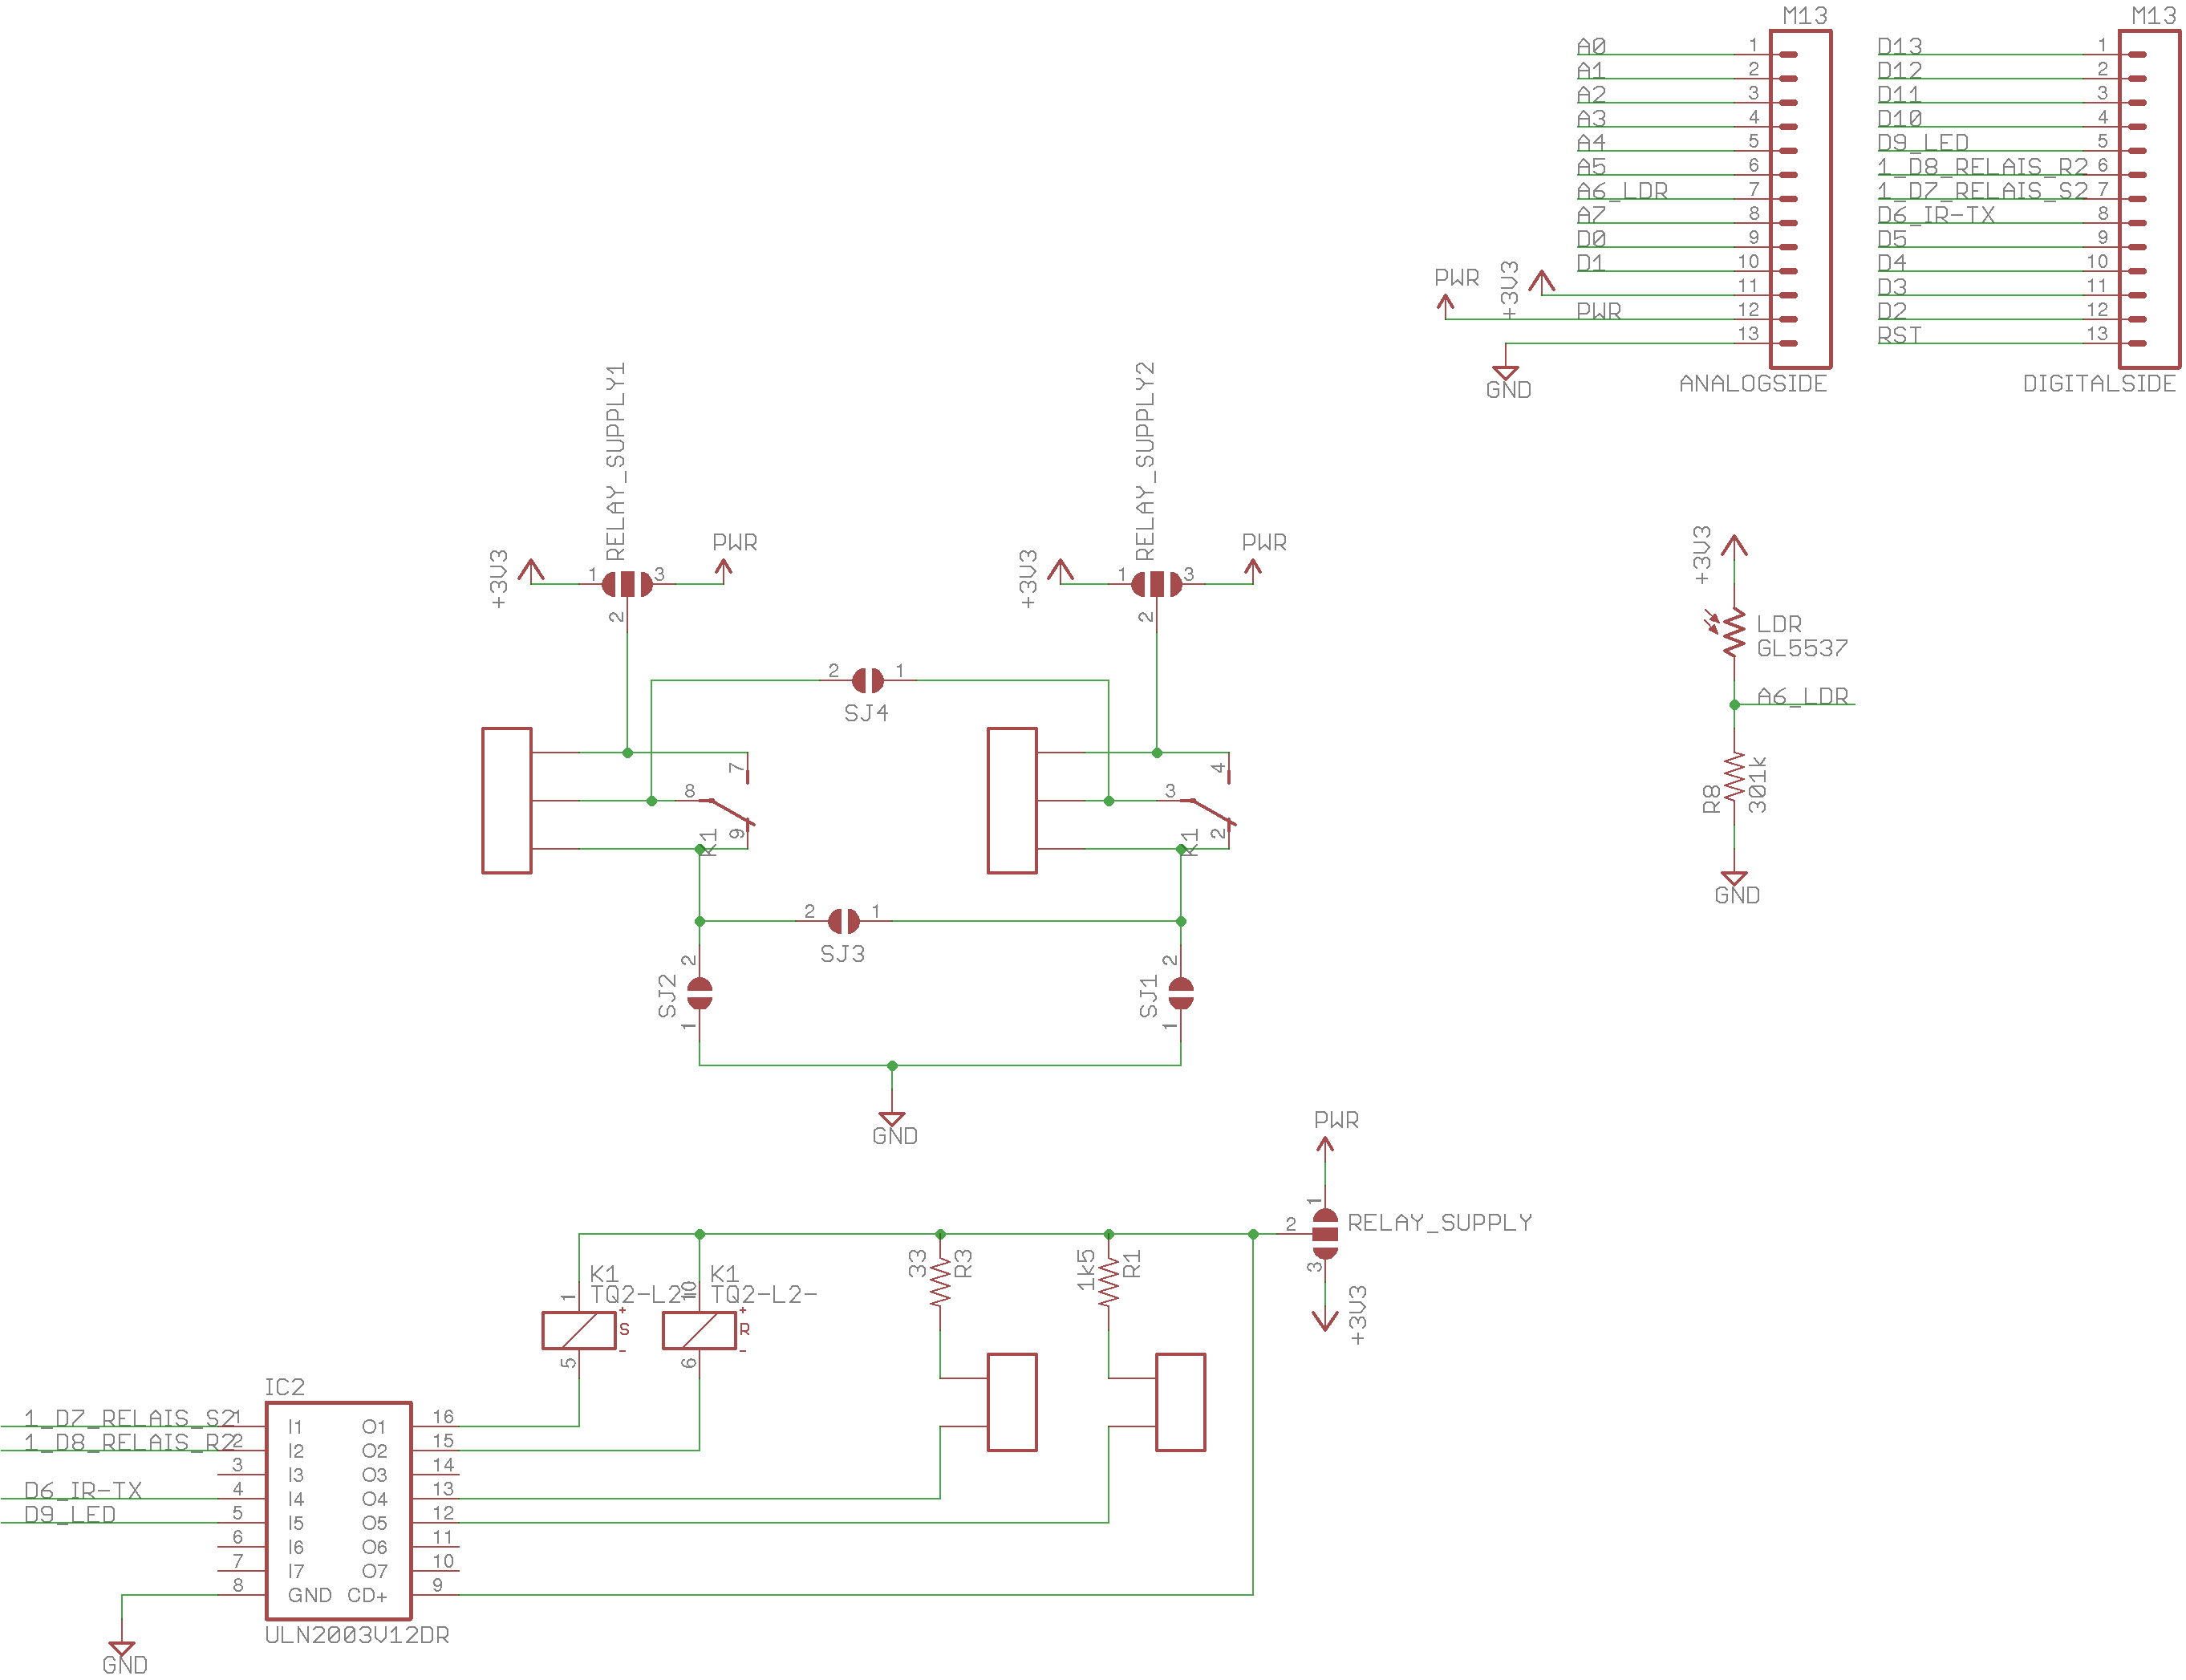 M13
A0 1
A1 2
A2 3
A3 4
A4 5
A5 6
A6_LDR 7
A7 8
D0 9
D1 10
+3V3 11
PWR PWR 12
13
GND
ANALOGSIDE
M13
D13 1
D12 2
D11 3
D10 4
D9_LED 5
1_D8_RELAIS_R2 6
1_D7_RELAIS_S2 7
D6_IR-TX 8
D5 9
D4 10
D3 11
D2 12
RST 13
DIGITALSIDE
RELAY_SUPPLY1
+3V3 1 3 PWR
2
RELAY_SUPPLY2
+3V3 1 3 PWR
2
2 1
SJ4
7
8
9
K1
4
3
2
K1
2 1
SJ3
2
SJ2
1
2
SJ1
1
GND
+3V3
LDR
GL5537
A6_LDR
R8
301k
GND
PWR
1
2 RELAY_SUPPLY
3
+3V3
33 R3
1k5 R1
K1
TQ2-L2-
1
+
S
-
5
K1
TQ2-L2-
10
+
R
-
6
IC2
1_D7_RELAIS_S2 1 I1 O1 16
1_D8_RELAIS_R2 2 I2 O2 15
3 I3 O3 14
D6_IR-TX 4 I4 O4 13
D9_LED 5 I5 O5 12
6 I6 O6 11
7 I7 O7 10
8 GND CD+ 9
ULN2003V12DR
GND